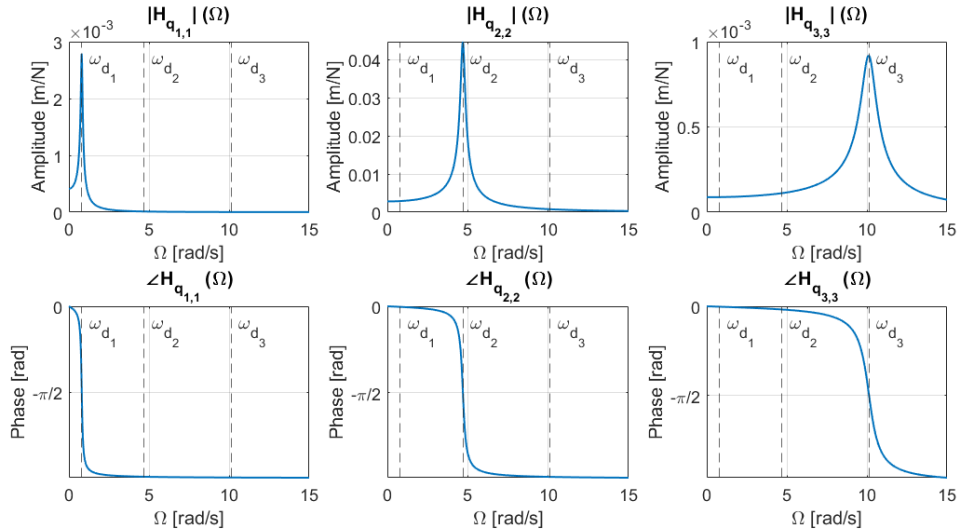 |H_{q_{1,1}}| (Ω)
×10^{-3}
Amplitude [m/N]
3
2
1
0
ω_{d_1}
ω_{d_2}
ω_{d_3}
0 5 10 15
Ω [rad/s]
|H_{q_{2,2}}| (Ω)
Amplitude [m/N]
0.04
0.03
0.02
0.01
0
ω_{d_1}
ω_{d_2}
ω_{d_3}
0 5 10 15
Ω [rad/s]
|H_{q_{3,3}}| (Ω)
×10^{-3}
Amplitude [m/N]
1
0.5
0
ω_{d_1}
ω_{d_2}
ω_{d_3}
0 5 10 15
Ω [rad/s]
∠H_{q_{1,1}} (Ω)
Phase [rad]
0
-π/2
ω_{d_1}
ω_{d_2}
ω_{d_3}
0 5 10 15
Ω [rad/s]
∠H_{q_{2,2}} (Ω)
Phase [rad]
0
-π/2
ω_{d_1}
ω_{d_2}
ω_{d_3}
0 5 10 15
Ω [rad/s]
∠H_{q_{3,3}} (Ω)
Phase [rad]
0
-π/2
ω_{d_1}
ω_{d_2}
ω_{d_3}
0 5 10 15
Ω [rad/s]